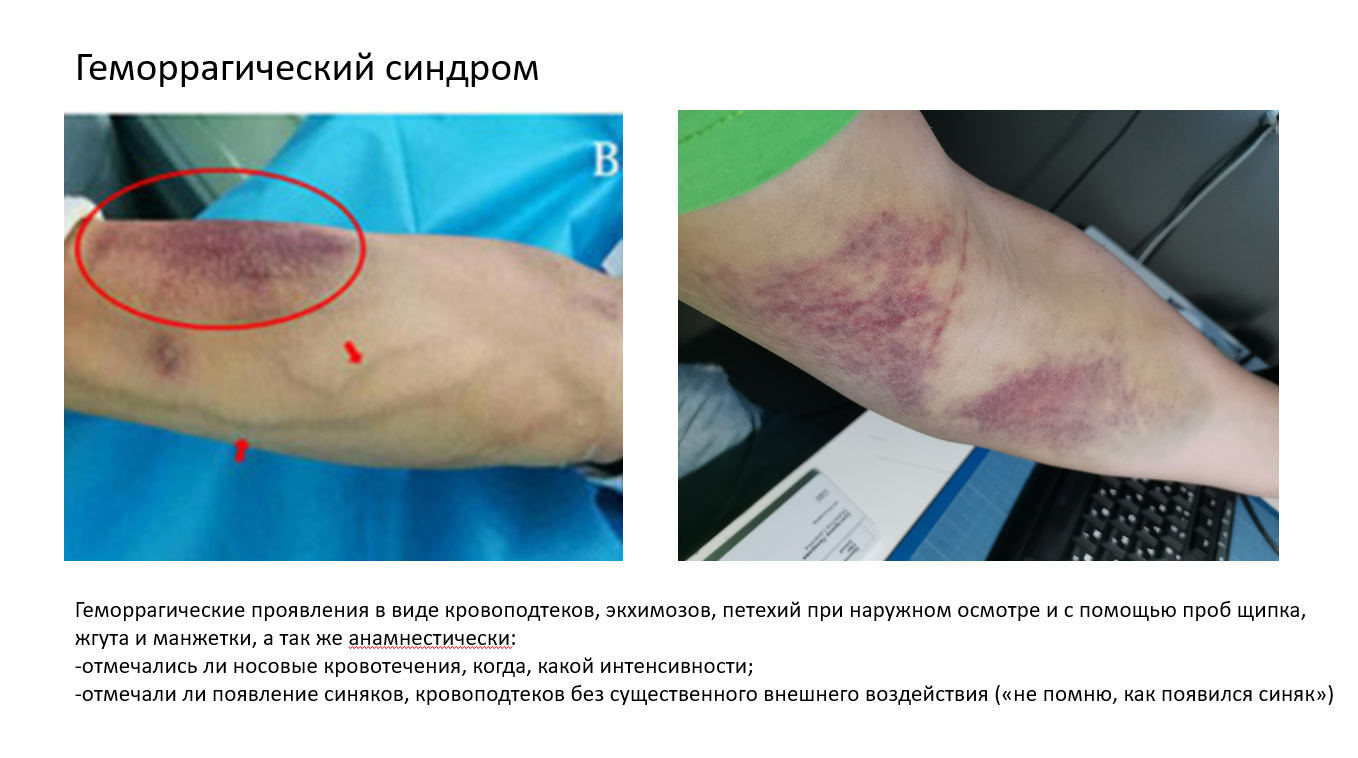 Геморрагический синдром
B
Геморрагические проявления в виде кровоподтеков, экхимозов, петехий при наружном осмотре и с помощью проб щипка,
жгута и манжетки, а так же анамнестически:
-отмечались ли носовые кровотечения, когда, какой интенсивности;
-отмечали ли появление синяков, кровоподтеков без существенного внешнего воздействия («не помню, как появился синяк»)